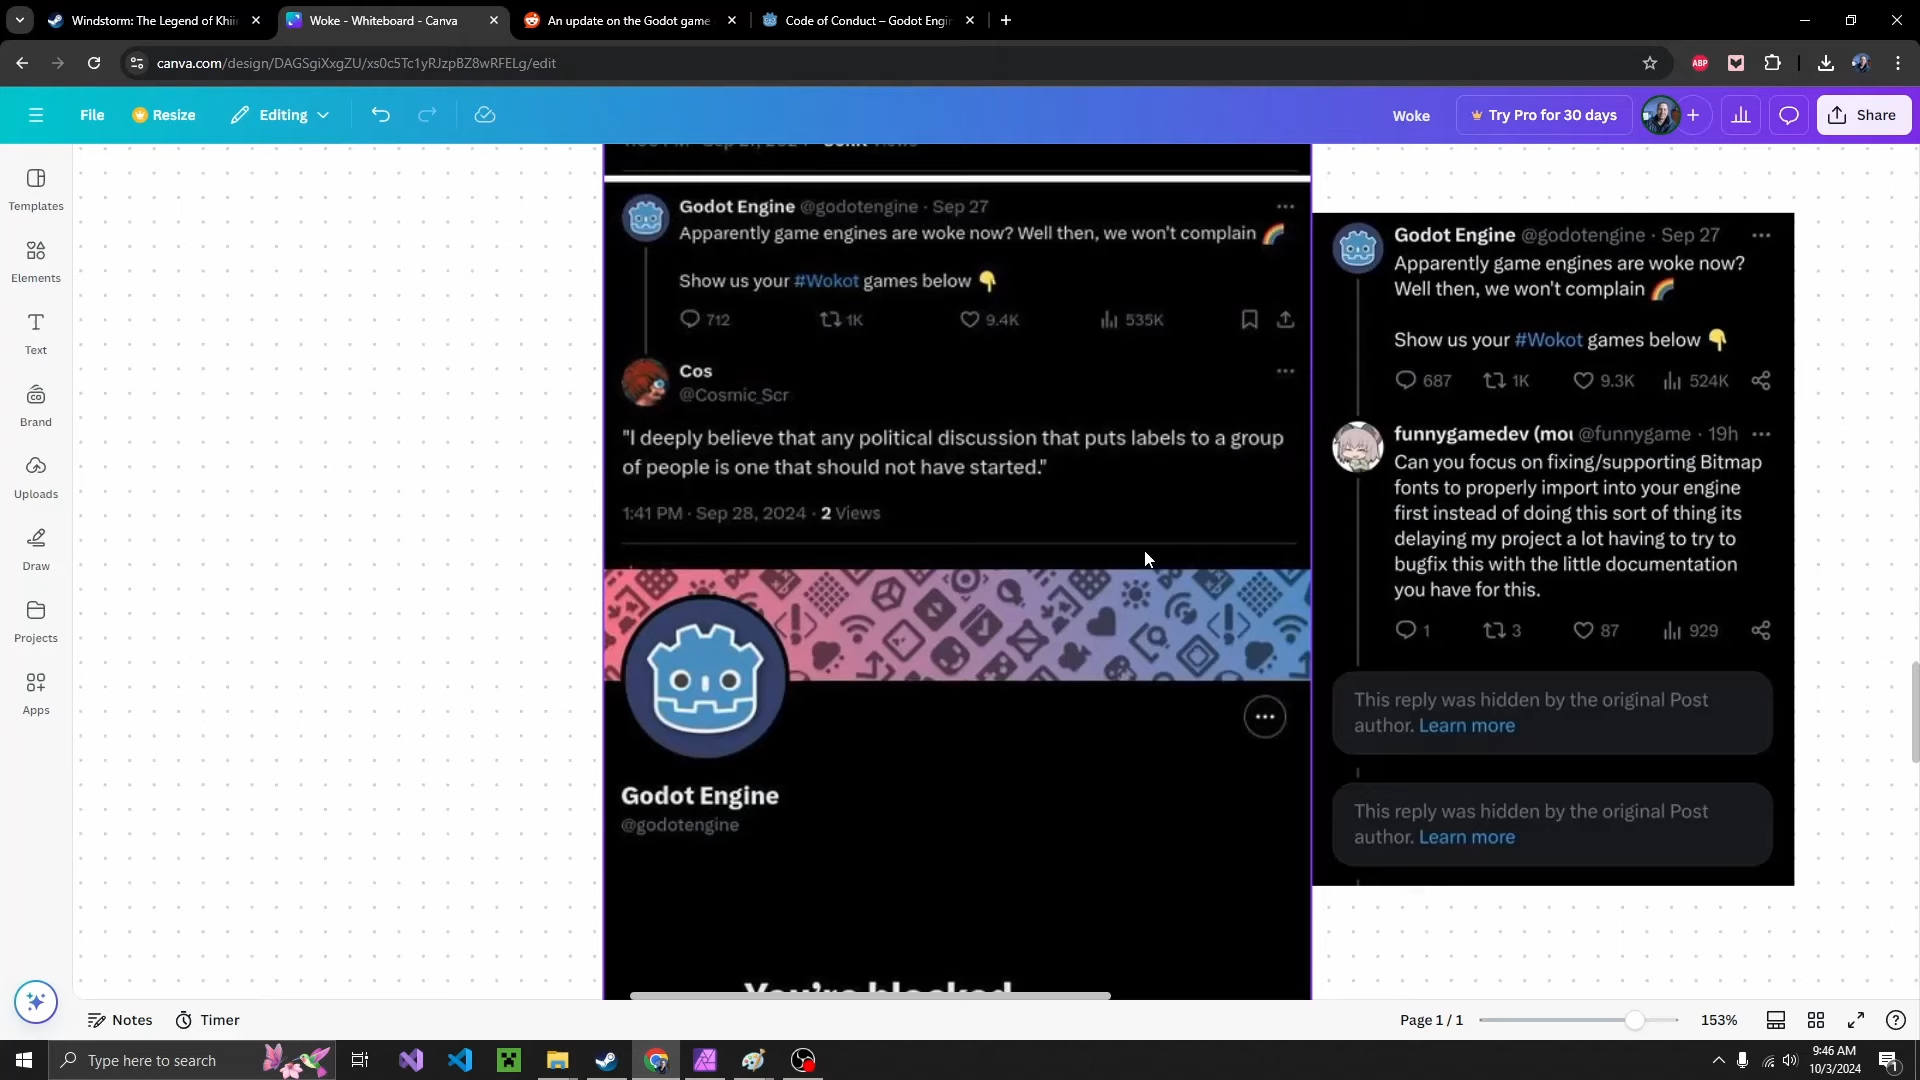 Windstorm: The Legend of Khii
Woke - Whiteboard - Canva
An update on the Godot game
Code of Conduct – Godot Engi
canva.com/design/DAGSgiXxgZU/xs0c5Tc1yRJzpBZ8wRFELg/edit
ABP
File
Resize
Editing
Woke
Try Pro for 30 days
Share
Templates
Elements
Text
Brand
Uploads
Draw
Projects
Apps
Godot Engine @godotengine · Sep 27
Apparently game engines are woke now? Well then, we won't complain 🌈
Show us your #Wokot games below 👇
712 1K 9.4K 535K
Cos
@Cosmic_Scr
"I deeply believe that any political discussion that puts labels to a group
of people is one that should not have started."
1:41 PM · Sep 28, 2024 · 2 Views
Godot Engine
@godotengine
You're blocked
Godot Engine @godotengine · Sep 27
Apparently game engines are woke now?
Well then, we won't complain 🌈
Show us your #Wokot games below 👇
687 1K 9.3K 524K
funnygamedev (mou @funnygame · 19h
Can you focus on fixing/supporting Bitmap
fonts to properly import into your engine
first instead of doing this sort of thing its
delaying my project a lot having to try to
bugfix this with the little documentation
you have for this.
1 3 87 929
This reply was hidden by the original Post
author. Learn more
This reply was hidden by the original Post
author. Learn more
Notes
Timer
Page 1 / 1
153%
Type here to search
9:46 AM
10/3/2024
1